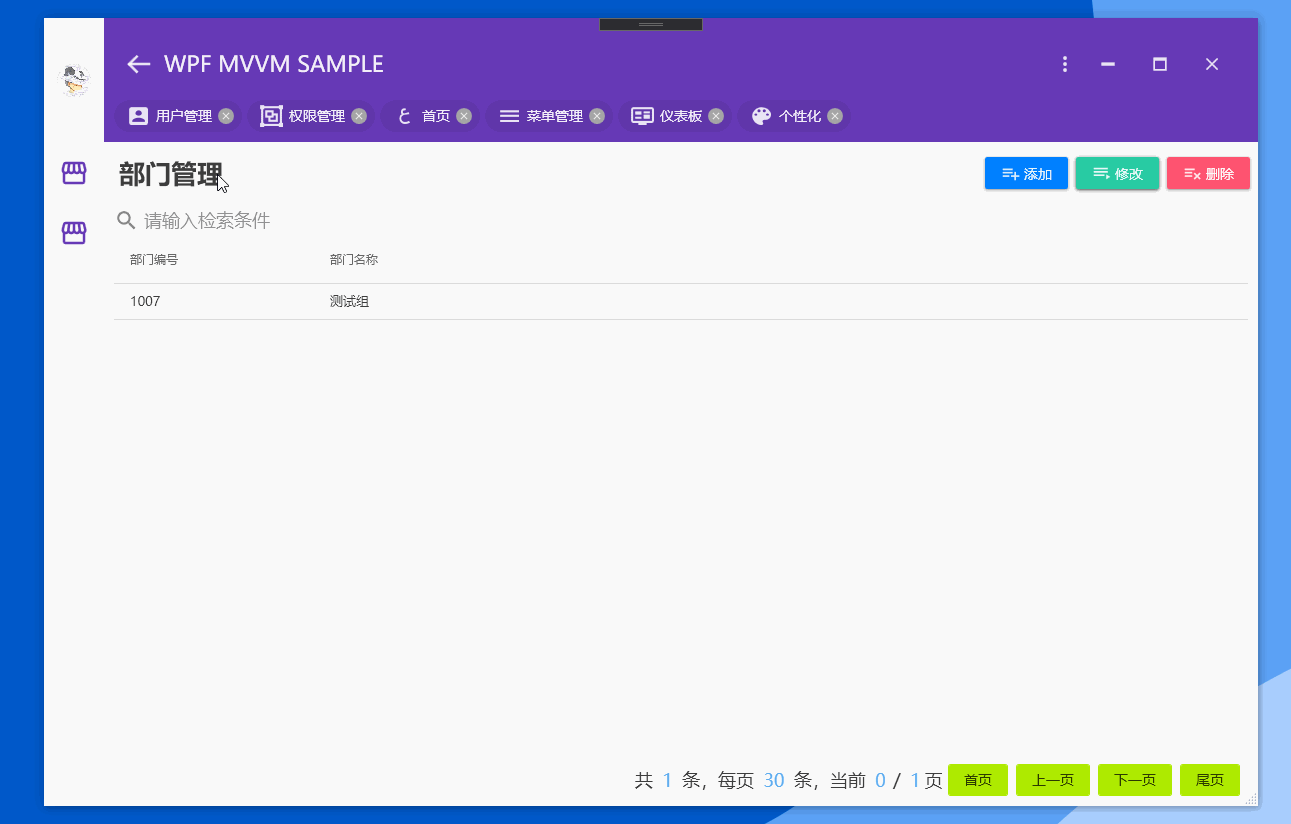 WPF MVVM SAMPLE
用户管理 权限管理 首页 菜单管理 仪表板 个性化
部门管理 添加 修改 删除
请输入检索条件
部门编号 部门名称
1007 测试组
共 1 条，每页 30 条，当前 0 / 1 页 首页 上一页 下一页 尾页